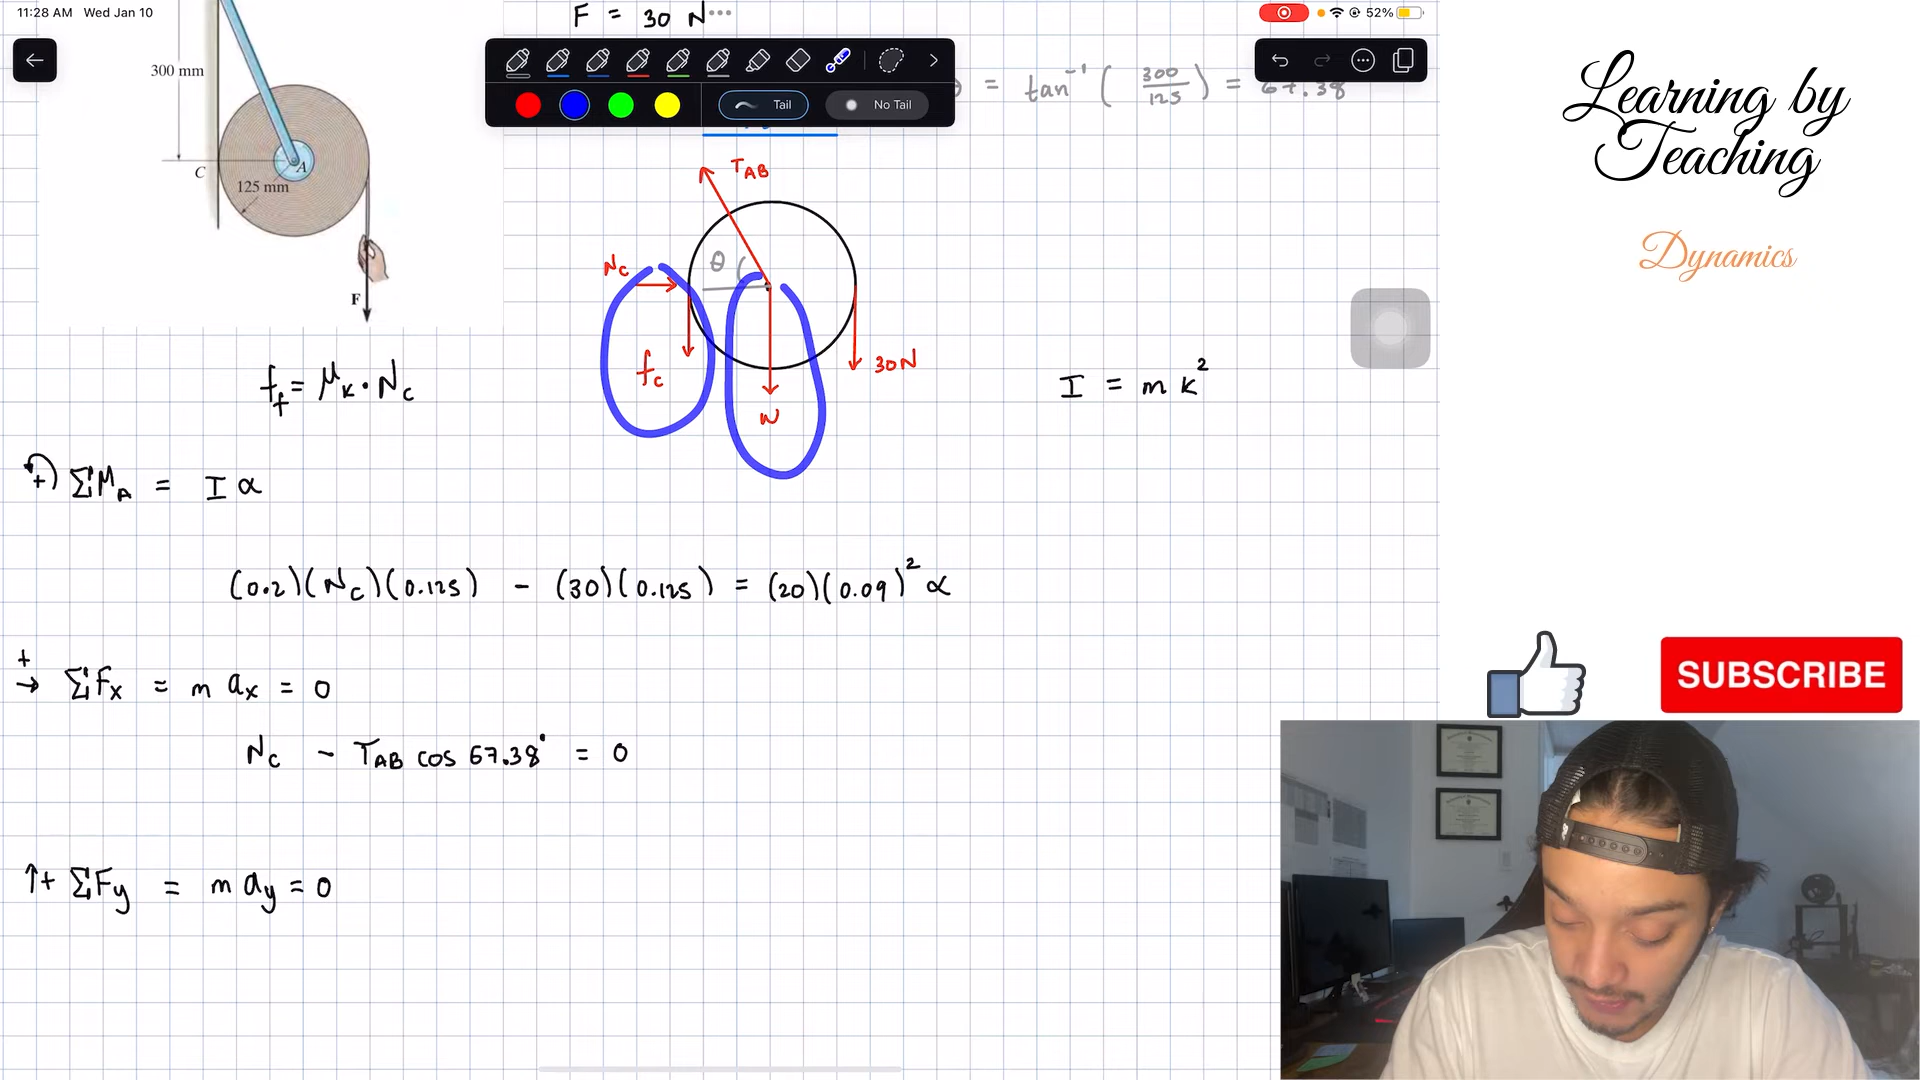 11:28 AM Wed Jan 10
F = 30 N
52%
300 mm
Tail
No Tail
= tan⁻¹ ( 300/125 ) = 67.38
Learning by
Teaching
Dynamics
T_AB
C
A
125 mm
N_C
θ
F
f_C
W
30N
f_f = μ_k · N_C
I = m k²
+) ΣM_A = I α
(0.2)(N_C)(0.125) - (30)(0.125) = (20)(0.09)² α
+→ ΣF_x = m a_x = 0
N_C - T_AB cos 67.38° = 0
↑+ ΣF_y = m a_y = 0
SUBSCRIBE